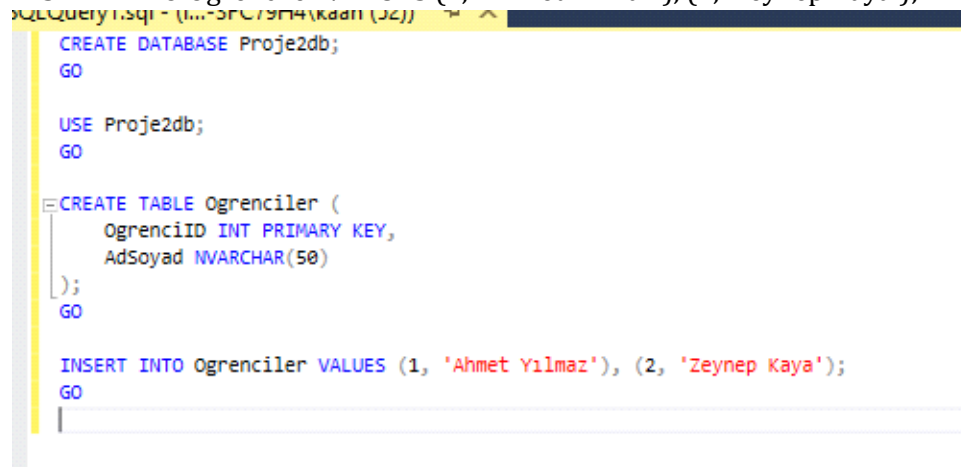 CREATE DATABASE Proje2db;
GO
USE Proje2db;
GO
CREATE TABLE Ogrenciler (
OgrenciID INT PRIMARY KEY,
AdSoyad NVARCHAR(50)
);
GO
INSERT INTO Ogrenciler VALUES (1, 'Ahmet Yılmaz'), (2, 'Zeynep Kaya');
GO